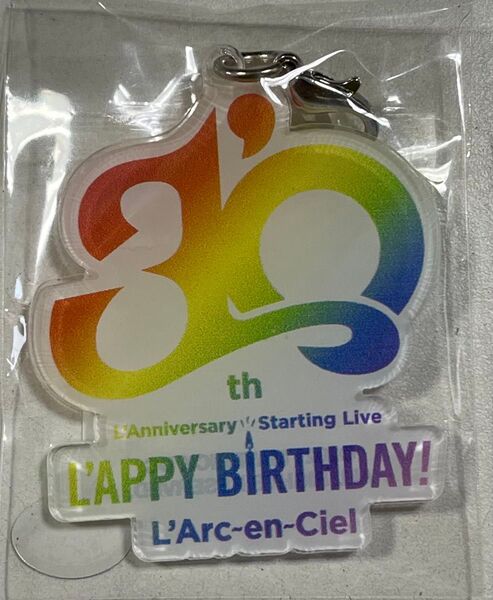 30
th
L'Anniversary Starting Live
L'APPY BIRTHDAY!
L'Arc~en~Ciel